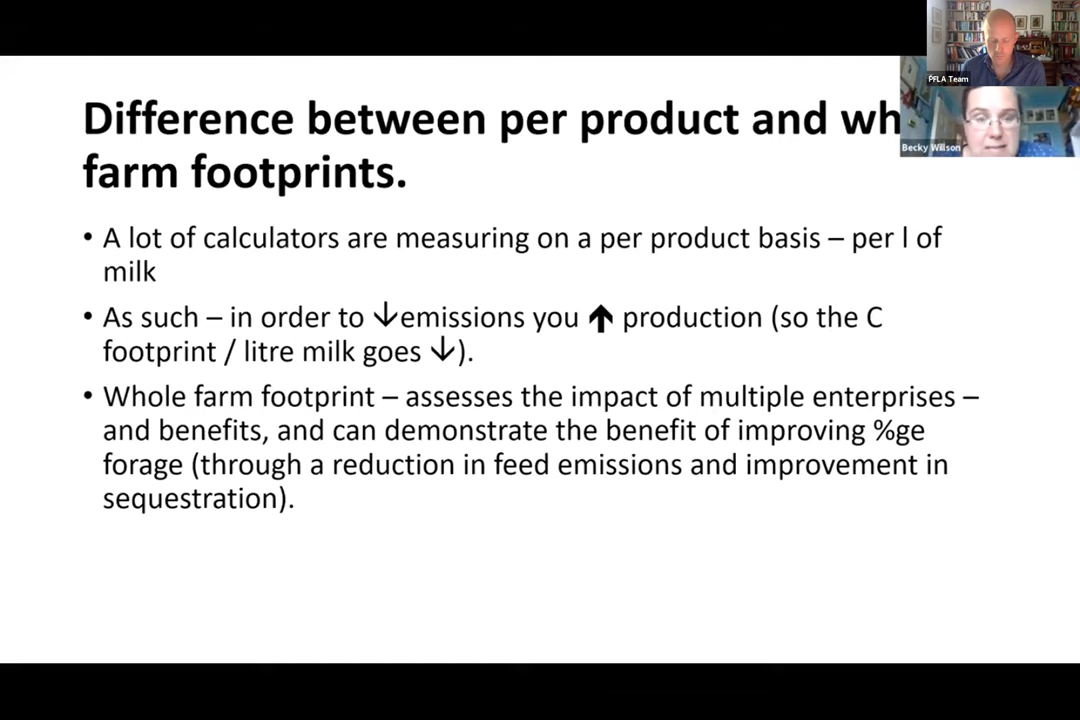 Difference between per product and wh
farm footprints.
• A lot of calculators are measuring on a per product basis – per l of
milk
• As such – in order to ↓emissions you ↑ production (so the C
footprint / litre milk goes ↓).
• Whole farm footprint – assesses the impact of multiple enterprises –
and benefits, and can demonstrate the benefit of improving %ge
forage (through a reduction in feed emissions and improvement in
sequestration).
PFLA Team
Becky Willson